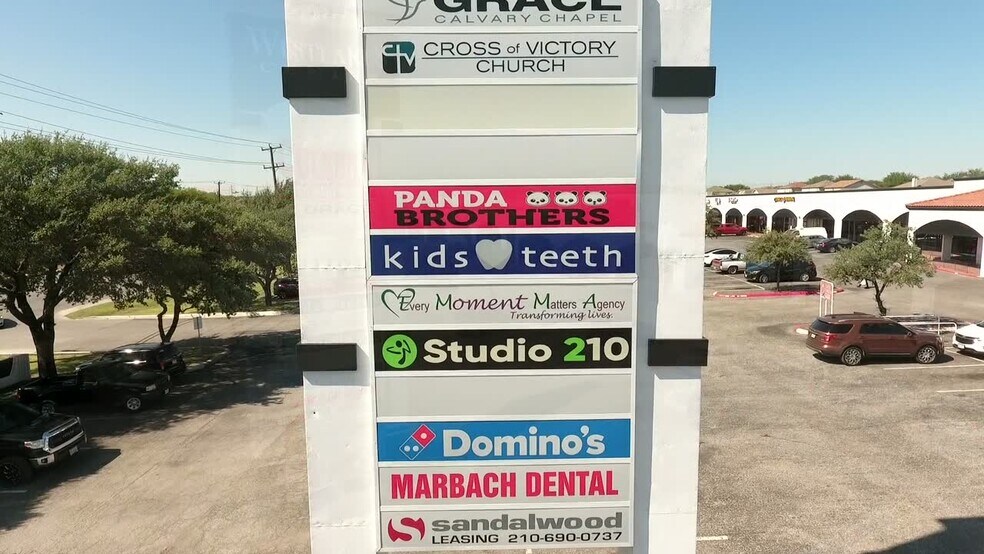 GRACE
CALVARY CHAPEL
CTV
CROSS of VICTORY
CHURCH
PANDA
BROTHERS
kids teeth
Every Moment Matters Agency
Transforming lives.
Studio 210
Domino's
MARBACH DENTAL
sandalwood
LEASING 210-690-0737